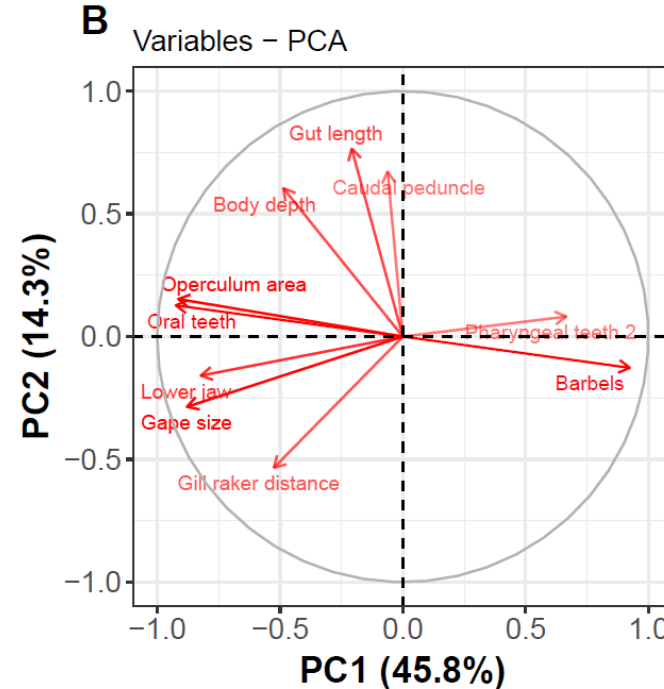 B
Variables − PCA
1.0
0.5
0.0
−0.5
−1.0
PC2 (14.3%)
Gut length
Caudal peduncle
Body depth
Operculum area
Oral teeth
Pharyngeal teeth 2
Barbels
Lower jaw
Gape size
Gill raker distance
−1.0 −0.5 0.0 0.5 1.0
PC1 (45.8%)